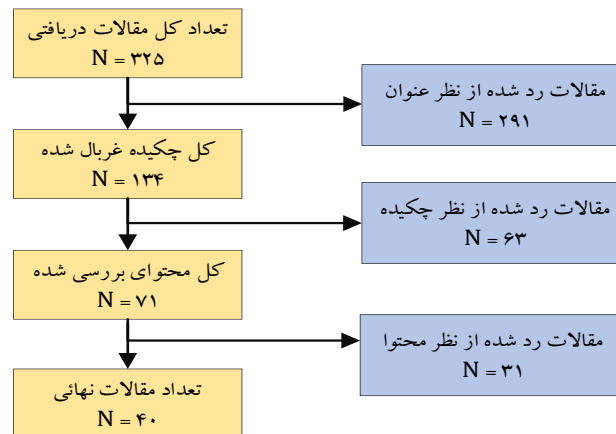 تعداد کل مقالات دریافتی
N = ۳۲۵
مقالات رد شده از نظر عنوان
N = ۲۹۱
کل چکیده غربال شده
N = ۱۳۴
مقالات رد شده از نظر چکیده
N = ۶۳
کل محتوای بررسی شده
N = ۷۱
مقالات رد شده از نظر محتوا
N = ۳۱
تعداد مقالات نهائی
N = ۴۰